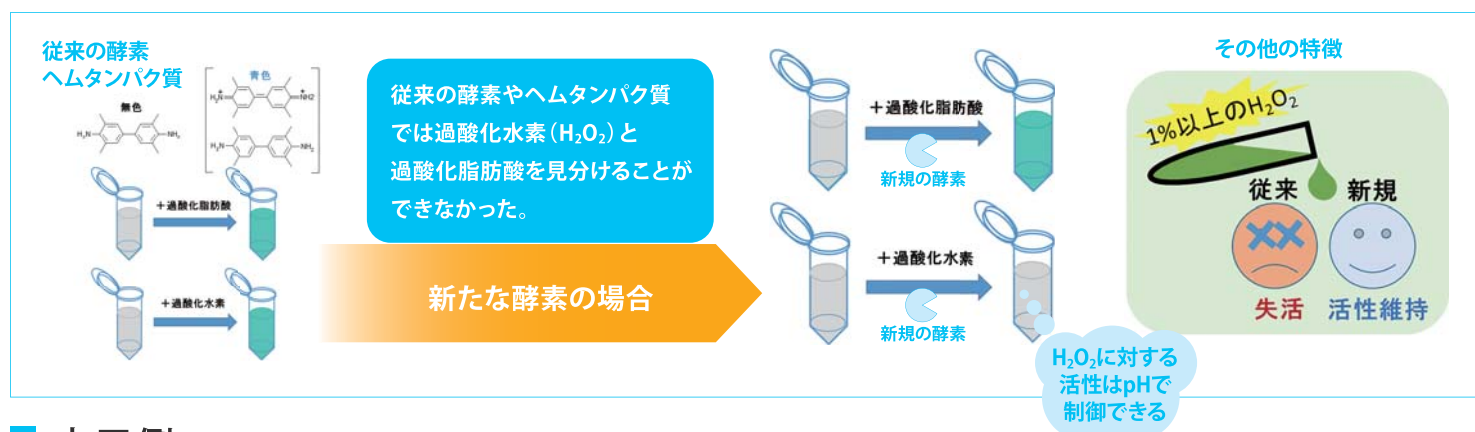 従来の酵素
ヘムタンパク質
無色
H₂N
NH₂
青色
H₂N
NH2
H₂N
NH₂
＋過酸化脂肪酸
＋過酸化水素
従来の酵素やヘムタンパク質
では過酸化水素（H₂O₂）と
過酸化脂肪酸を見分けることが
できなかった。
新たな酵素の場合
＋過酸化脂肪酸
新規の酵素
＋過酸化水素
新規の酵素
H₂O₂に対する
活性はpHで
制御できる
その他の特徴
1%以上のH₂O₂
従来 新規
失活 活性維持